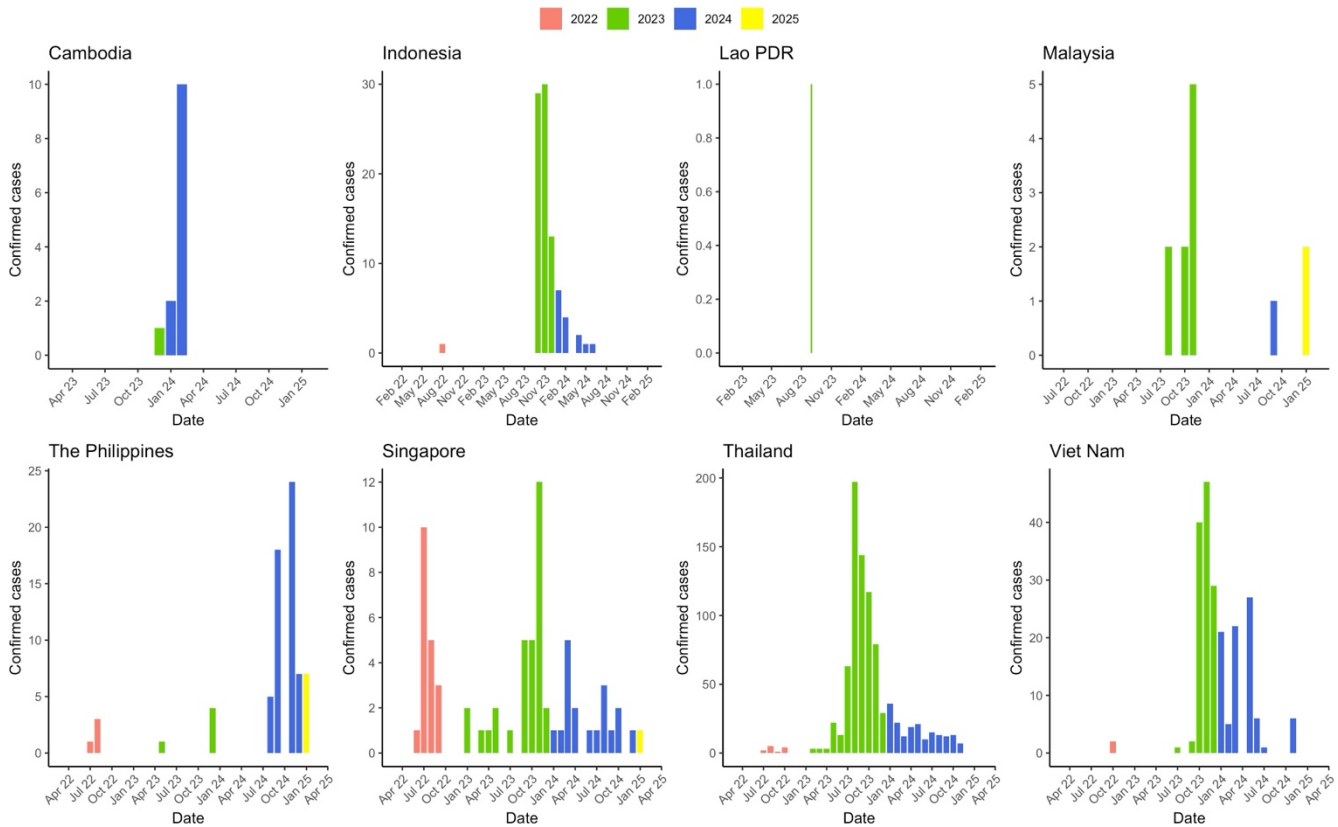 2022 2023 2024 2025
Cambodia
Confirmed cases
10
8
6
4
2
0
Apr 23 Jul 23 Oct 23 Jan 24 Apr 24 Jul 24 Oct 24 Jan 25
Date
Indonesia
Confirmed cases
30
20
10
0
Feb 22 May 22 Aug 22 Nov 22 Feb 23 May 23 Aug 23 Nov 23 Feb 24 May 24 Aug 24 Nov 24 Feb 25
Date
Lao PDR
Confirmed cases
1.0
0.8
0.6
0.4
0.2
0.0
Feb 23 May 23 Aug 23 Nov 23 Feb 24 May 24 Aug 24 Nov 24 Feb 25
Date
Malaysia
Confirmed cases
5
4
3
2
1
0
Jul 22 Oct 22 Jan 23 Apr 23 Jul 23 Oct 23 Jan 24 Apr 24 Jul 24 Oct 24 Jan 25
Date
The Philippines
Confirmed cases
25
20
15
10
5
0
Apr 22 Jul 22 Oct 22 Jan 23 Apr 23 Jul 23 Oct 23 Jan 24 Apr 24 Jul 24 Oct 24 Jan 25 Apr 25
Date
Singapore
Confirmed cases
12
10
8
6
4
2
0
Apr 22 Jul 22 Oct 22 Jan 23 Apr 23 Jul 23 Oct 23 Jan 24 Apr 24 Jul 24 Oct 24 Jan 25 Apr 25
Date
Thailand
Confirmed cases
200
150
100
50
0
Apr 22 Jul 22 Oct 22 Jan 23 Apr 23 Jul 23 Oct 23 Jan 24 Apr 24 Jul 24 Oct 24 Jan 25 Apr 25
Date
Viet Nam
Confirmed cases
40
30
20
10
0
Apr 22 Jul 22 Oct 22 Jan 23 Apr 23 Jul 23 Oct 23 Jan 24 Apr 24 Jul 24 Oct 24 Jan 25 Apr 25
Date